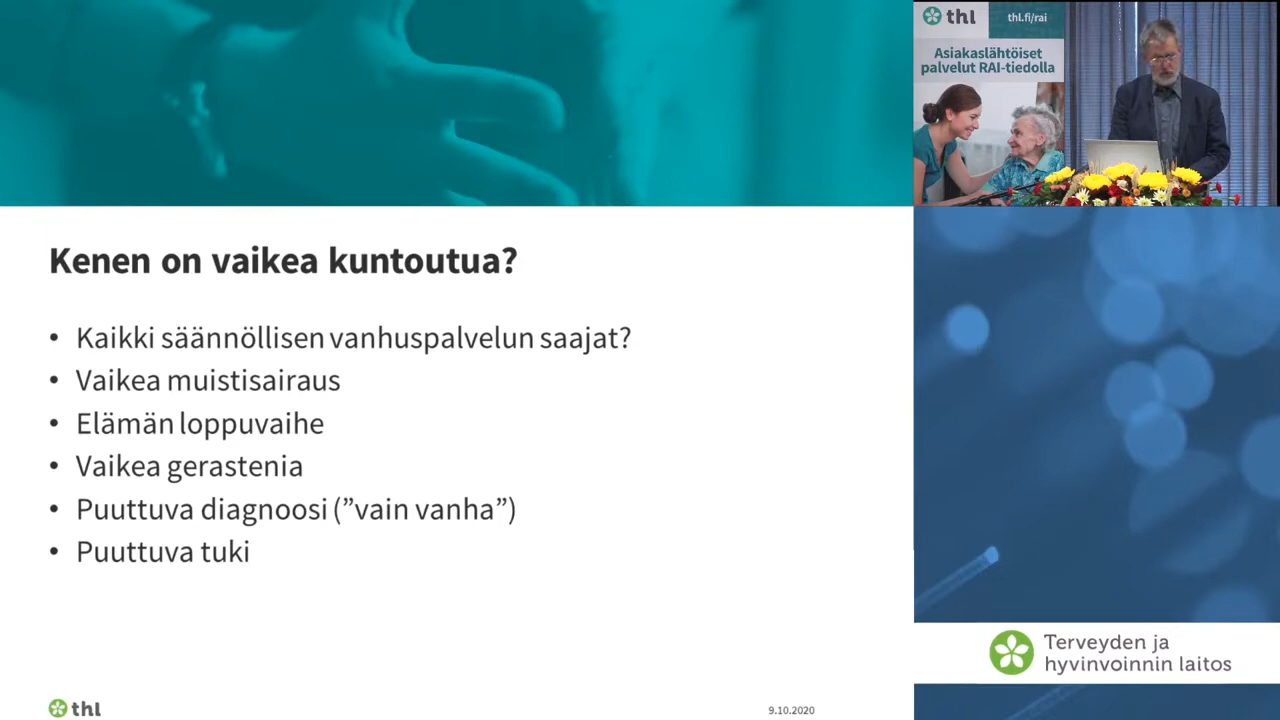 Kenen on vaikea kuntoutua?
• Kaikki säännöllisen vanhuspalvelun saajat?
• Vaikea muistisairaus
• Elämän loppuvaihe
• Vaikea gerastenia
• Puuttuva diagnoosi (”vain vanha”)
• Puuttuva tuki
thl
9.10.2020
thl
thl.fi/rai
Asiakaslähtöiset
palvelut RAI-tiedolla
Terveyden ja
hyvinvoinnin laitos